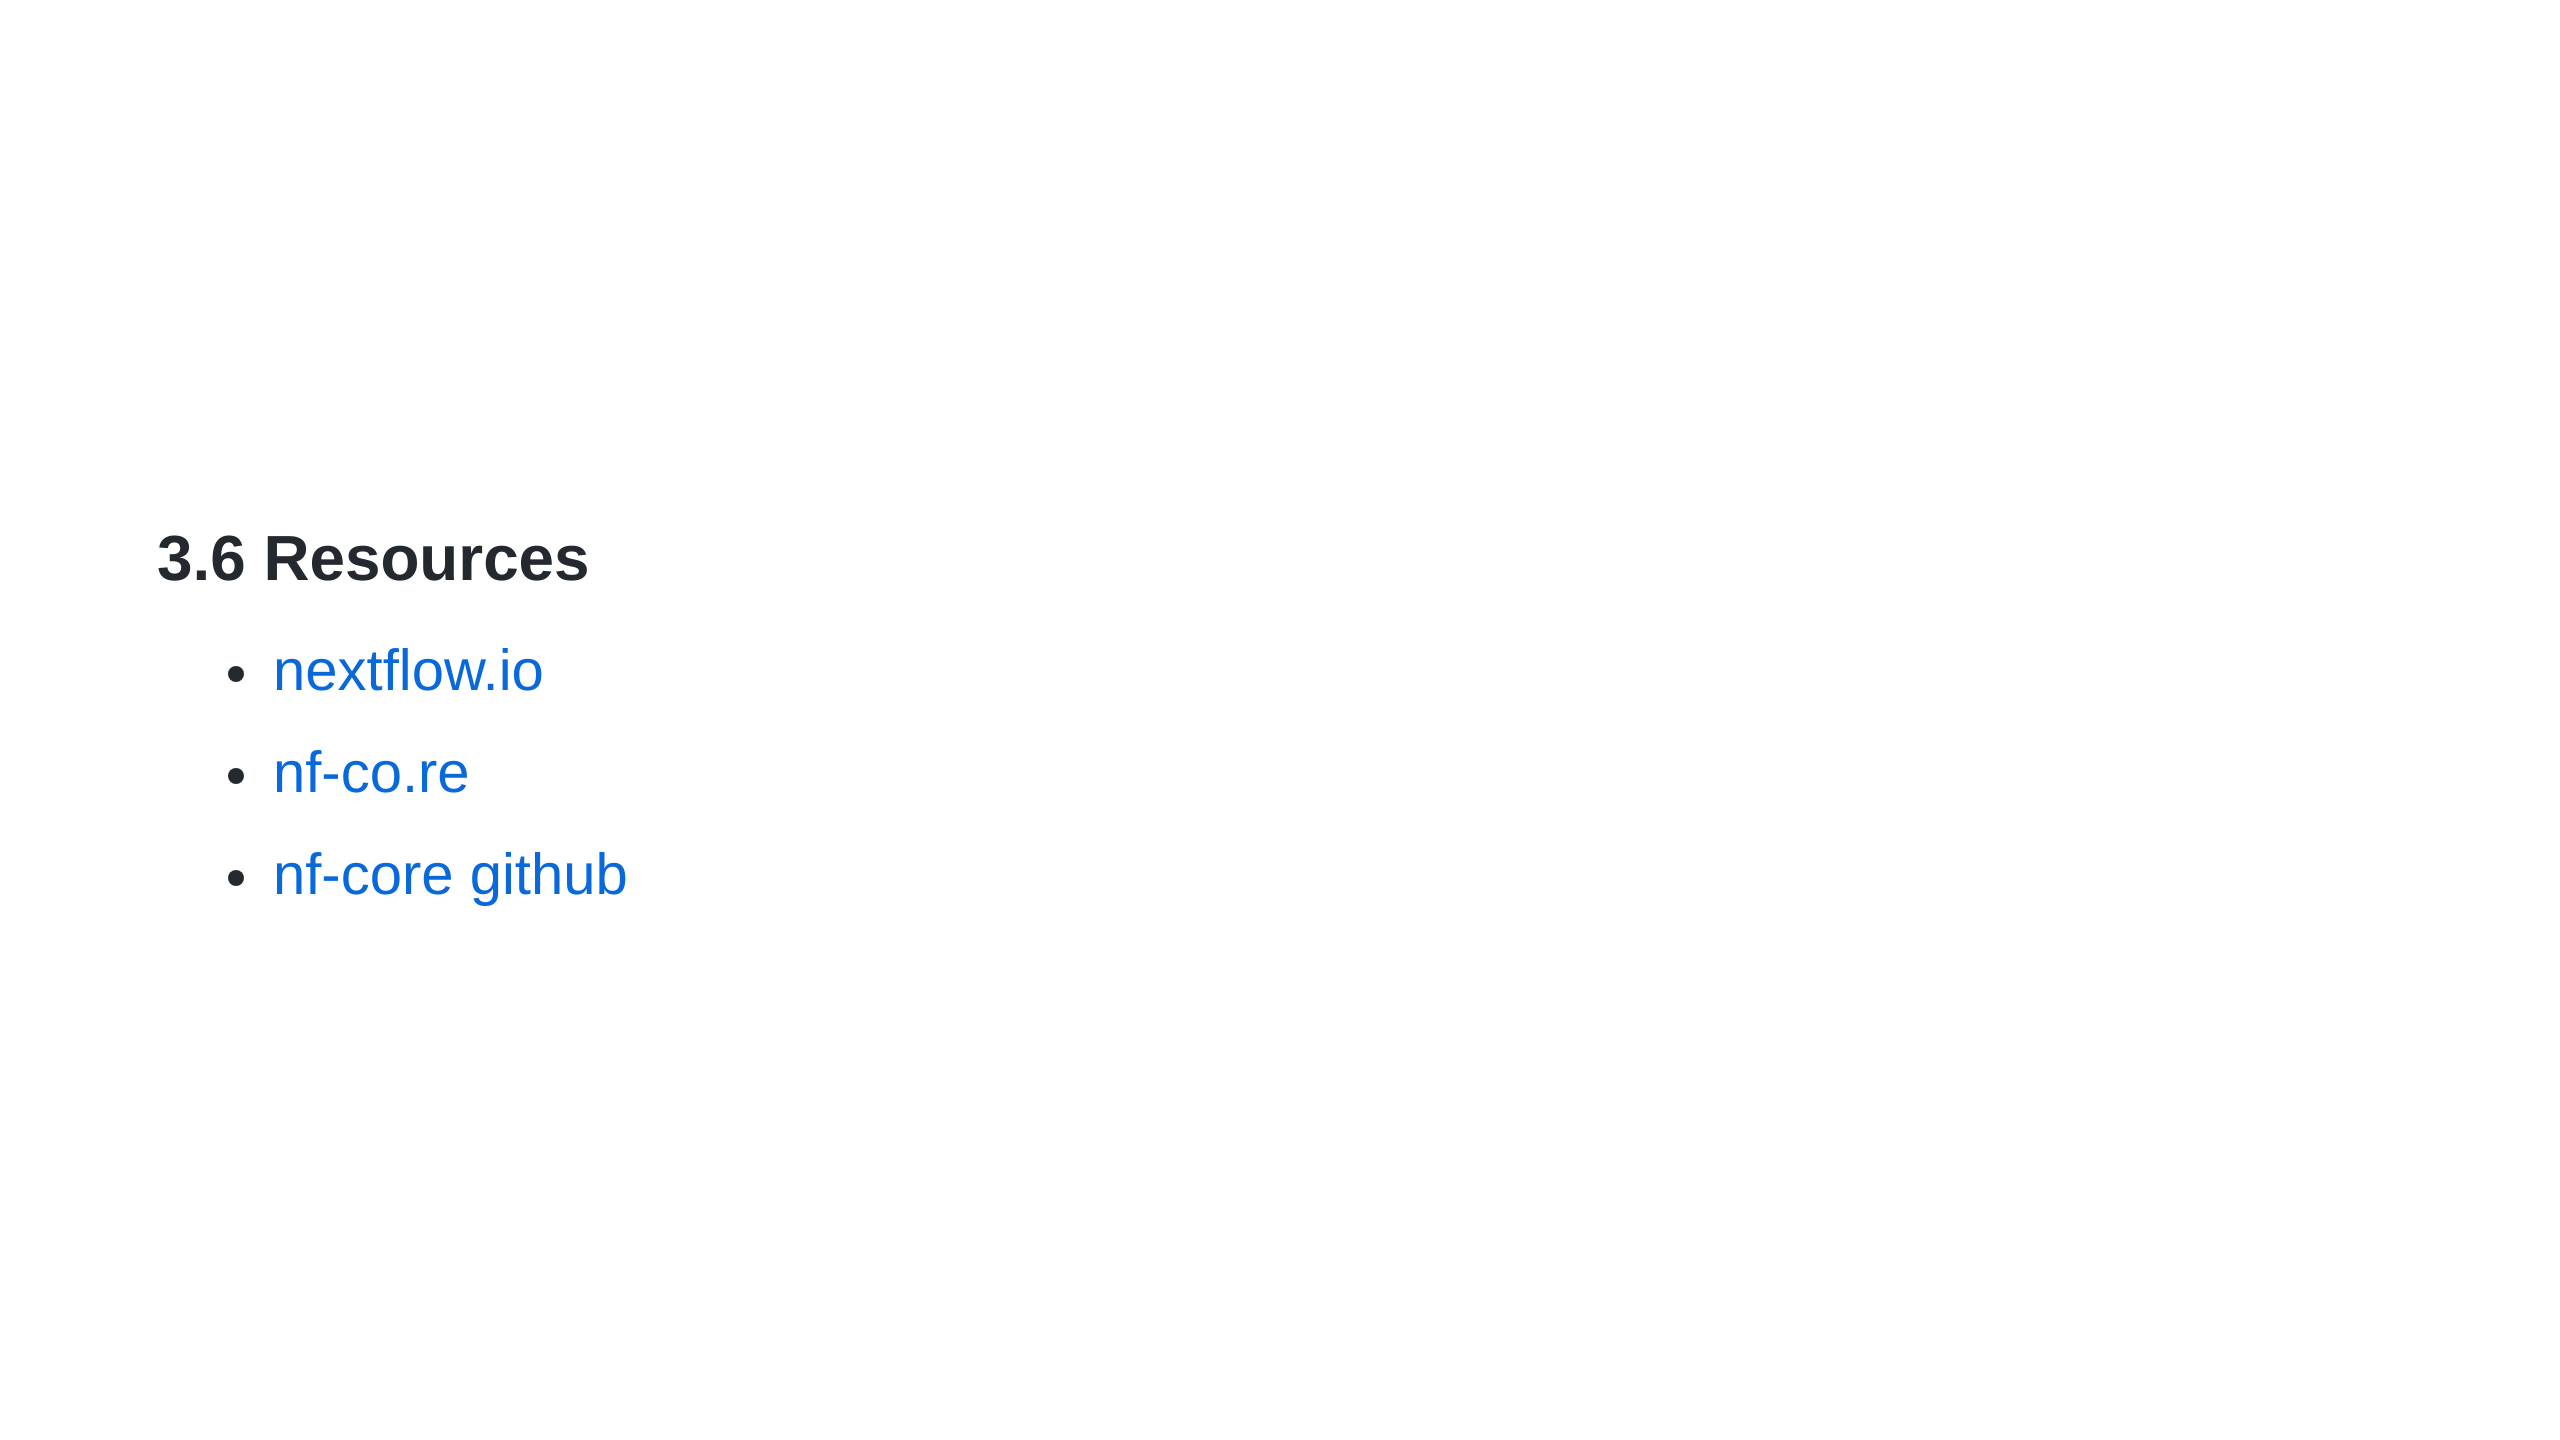 3.6 Resources
nextflow.io
nf-co.re
nf-core github